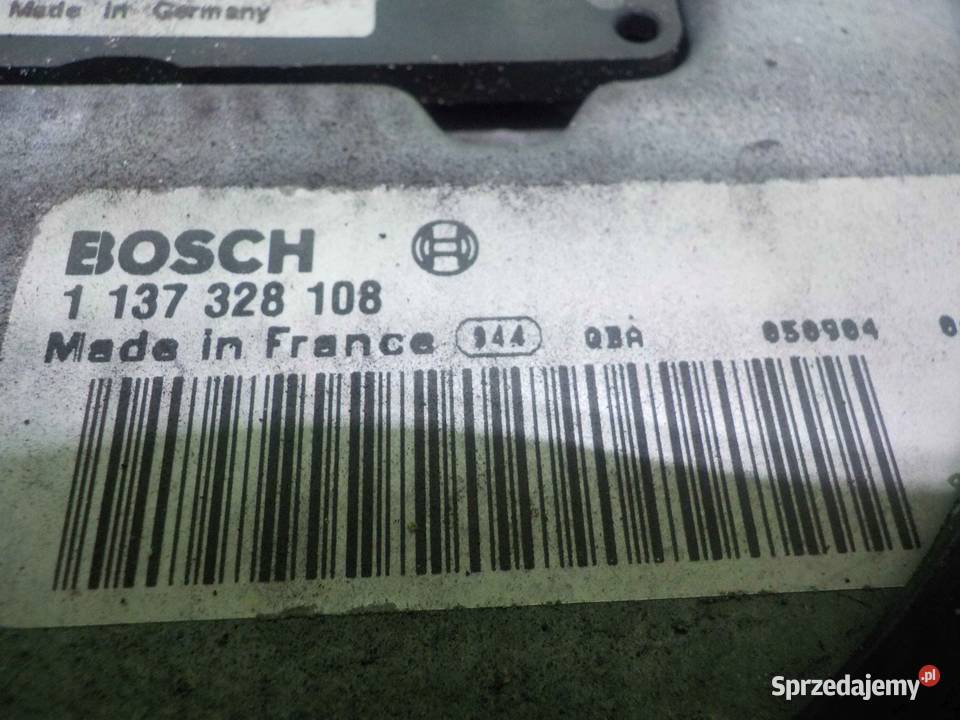 Made in Germany
BOSCH
1 137 328 108
Made in France 944 QBA 050904
Sprzedajemy.pl